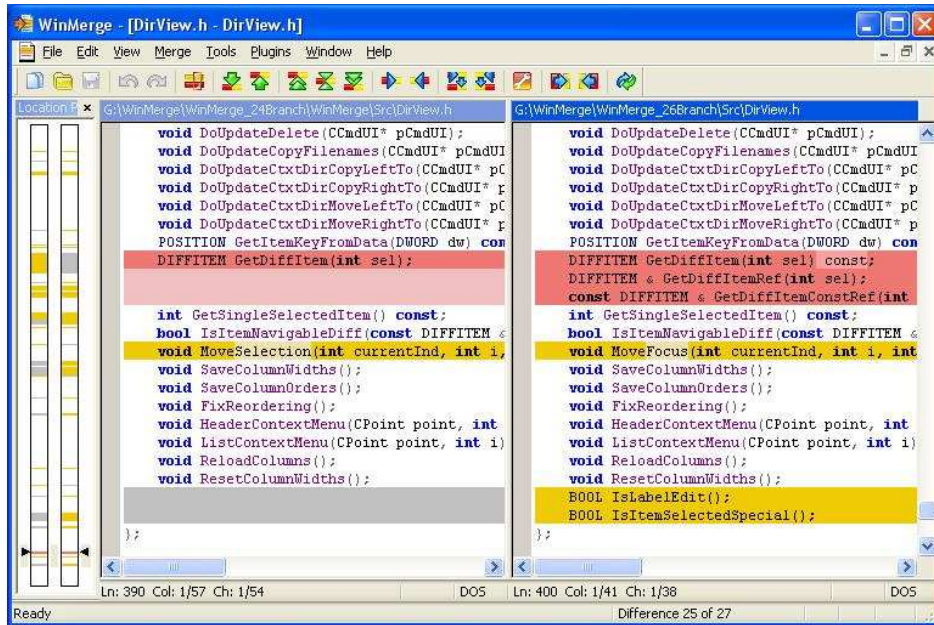 WinMerge - [DirView.h - DirView.h]
File Edit View Merge Tools Plugins Window Help
Location P
G:\WinMerge\WinMerge_24Branch\WinMerge\Src\DirView.h
void DoUpdateDelete(CCmdUI* pCmdUI);
void DoUpdateCopyFilenames(CCmdUI* pCmdUI
void DoUpdateCtxtDirCopyLeftTo(CCmdUI* pC
void DoUpdateCtxtDirCopyRightTo(CCmdUI* p
void DoUpdateCtxtDirMoveLeftTo(CCmdUI* pC
void DoUpdateCtxtDirMoveRightTo(CCmdUI* p
POSITION GetItemKeyFromData(DWORD dw) con
DIFFITEM GetDiffItem(int sel);
int GetSingleSelectedItem() const;
bool IsItemNavigableDiff(const DIFFITEM &
void MoveSelection(int currentInd, int i,
void SaveColumnWidths();
void SaveColumnOrders();
void FixReordering();
void HeaderContextMenu(CPoint point, int
void ListContextMenu(CPoint point, int i)
void ReloadColumns();
void ResetColumnWidths();
};
Ln: 390 Col: 1/57 Ch: 1/54 DOS
G:\WinMerge\WinMerge_26Branch\Src\DirView.h
void DoUpdateDelete(CCmdUI* pCmdUI);
void DoUpdateCopyFilenames(CCmdUI* pCmdUI
void DoUpdateCtxtDirCopyLeftTo(CCmdUI* pC
void DoUpdateCtxtDirCopyRightTo(CCmdUI* p
void DoUpdateCtxtDirMoveLeftTo(CCmdUI* pC
void DoUpdateCtxtDirMoveRightTo(CCmdUI* p
POSITION GetItemKeyFromData(DWORD dw) con
DIFFITEM GetDiffItem(int sel) const;
DIFFITEM & GetDiffItemRef(int sel);
const DIFFITEM & GetDiffItemConstRef(int
int GetSingleSelectedItem() const;
bool IsItemNavigableDiff(const DIFFITEM &
void MoveFocus(int currentInd, int i, int
void SaveColumnWidths();
void SaveColumnOrders();
void FixReordering();
void HeaderContextMenu(CPoint point, int
void ListContextMenu(CPoint point, int i)
void ReloadColumns();
void ResetColumnWidths();
BOOL IsLabelEdit();
BOOL IsItemSelectedSpecial();
};
Ln: 400 Col: 1/41 Ch: 1/38 DOS
Ready
Difference 25 of 27